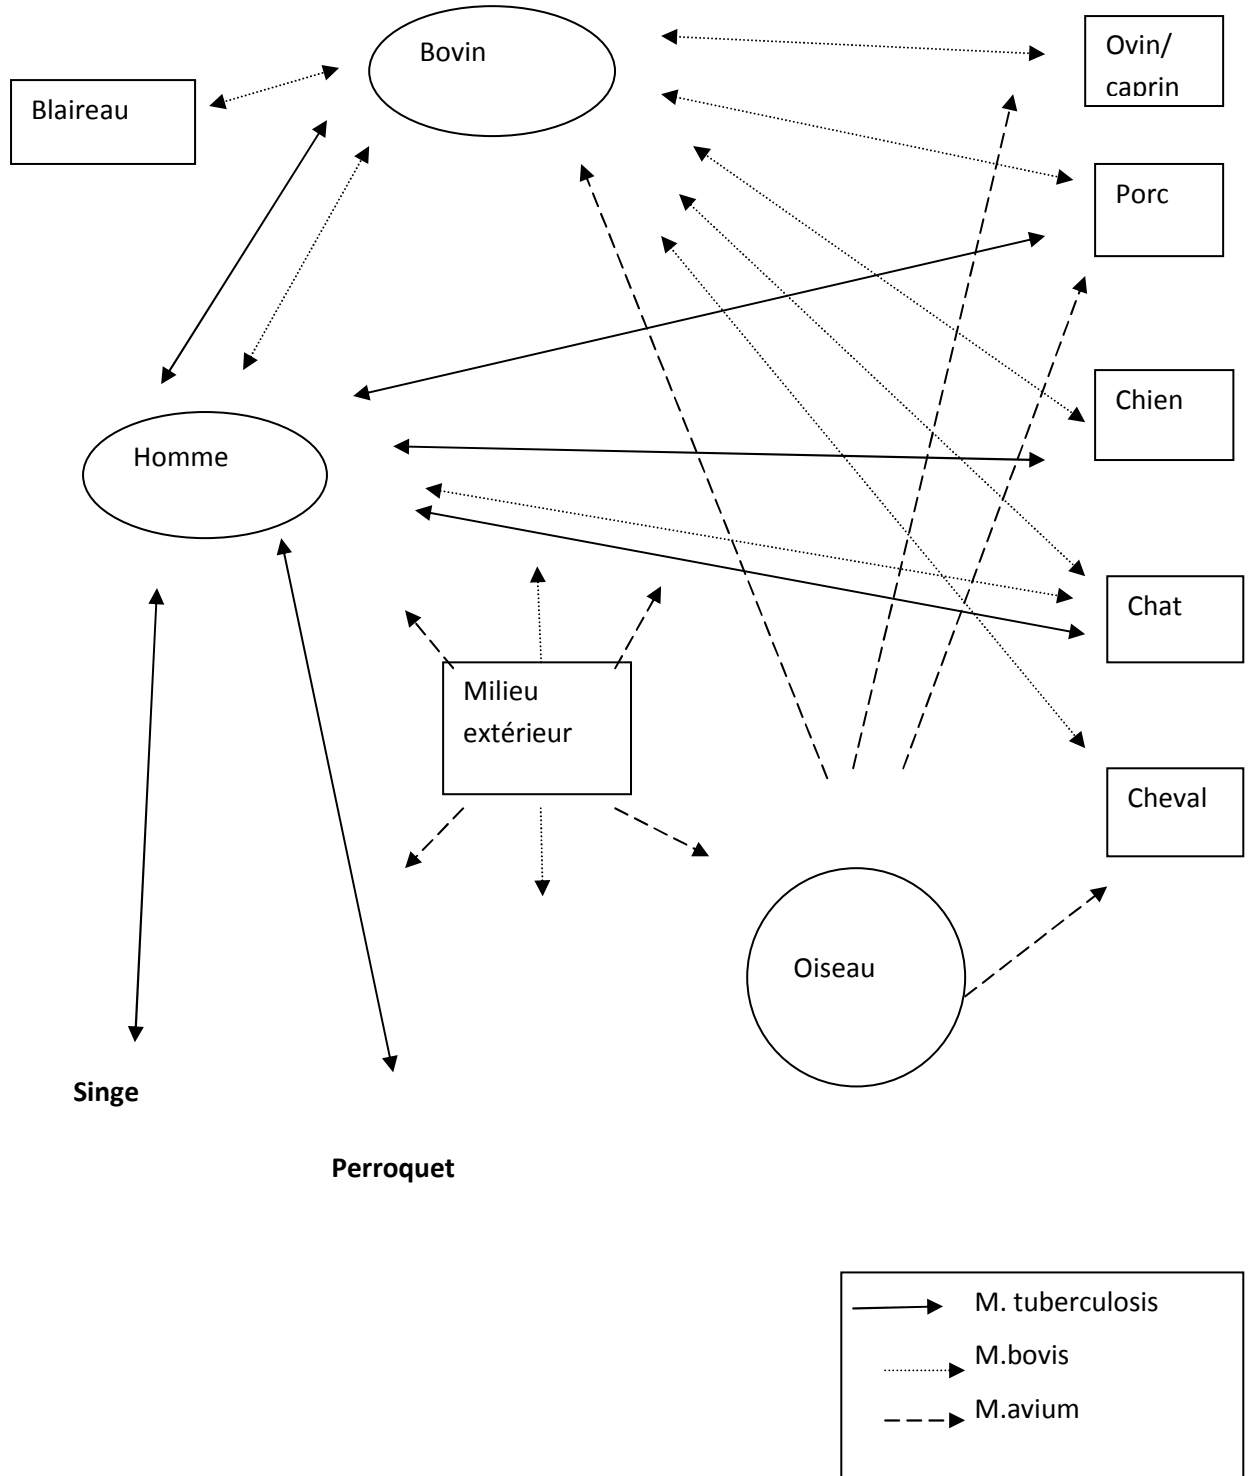 Bovin
Ovin/
caprin
Blaireau
Porc
Chien
Homme
Chat
Milieu
extérieur
Cheval
Oiseau
Singe
Perroquet
M. tuberculosis
M.bovis
M.avium